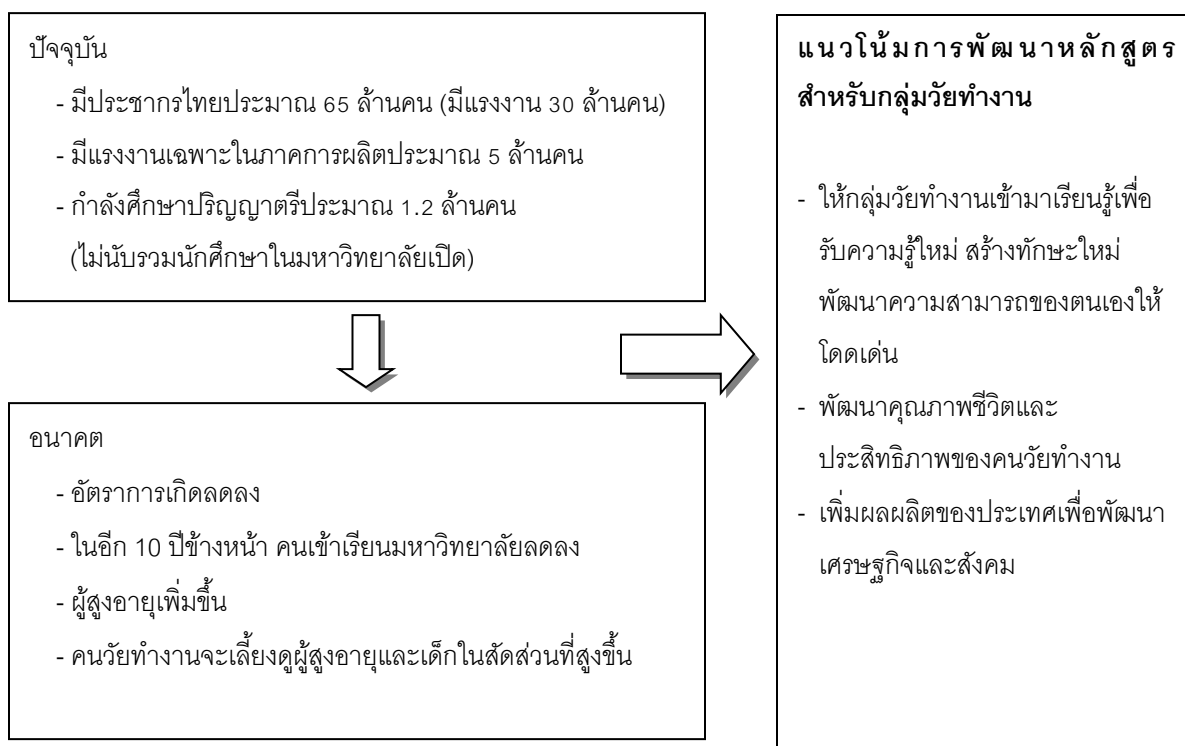 ปัจจุบัน
- มีประชากรไทยประมาณ 65 ล้านคน (มีแรงงาน 30 ล้านคน)
- มีแรงงานเฉพาะในภาคการผลิตประมาณ 5 ล้านคน
- กำลังศึกษาปริญญาตรีประมาณ 1.2 ล้านคน
(ไม่นับรวมนักศึกษาในมหาวิทยาลัยเปิด)
อนาคต
- อัตราการเกิดลดลง
- ในอีก 10 ปีข้างหน้า คนเข้าเรียนมหาวิทยาลัยลดลง
- ผู้สูงอายุเพิ่มขึ้น
- คนวัยทำงานจะเลี้ยงดูผู้สูงอายุและเด็กในสัดส่วนที่สูงขึ้น
แนวโน้มการพัฒนาหลักสูตร
สำหรับกลุ่มวัยทำงาน
- ให้กลุ่มวัยทำงานเข้ามาเรียนรู้เพื่อ
รับความรู้ใหม่ สร้างทักษะใหม่
พัฒนาความสามารถของตนเองให้
โดดเด่น
- พัฒนาคุณภาพชีวิตและ
ประสิทธิภาพของคนวัยทำงาน
- เพิ่มผลผลิตของประเทศเพื่อพัฒนา
เศรษฐกิจและสังคม